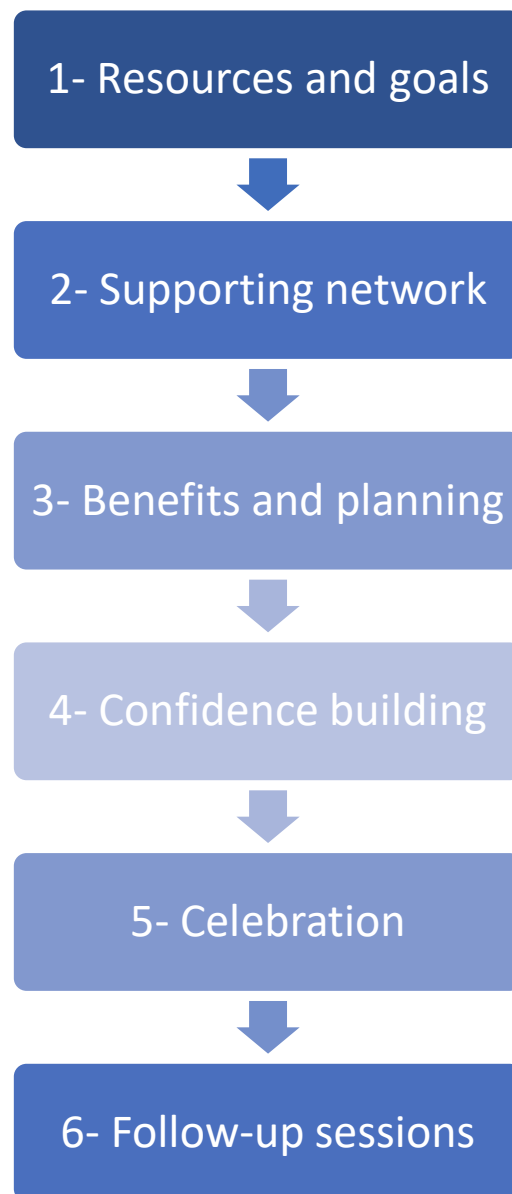 1- Resources and goals
2- Supporting network
3- Benefits and planning
4- Confidence building
5- Celebration
6- Follow-up sessions